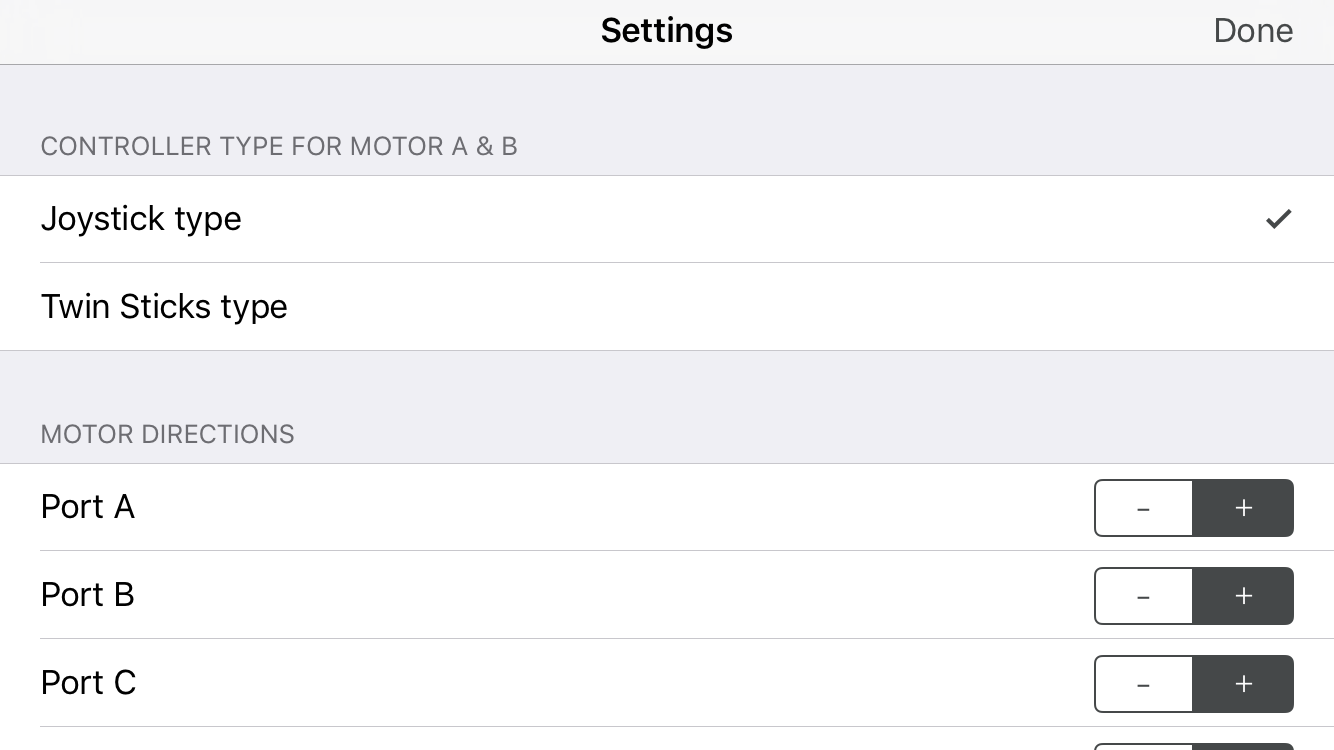 Settings
Done
CONTROLLER TYPE FOR MOTOR A & B
Joystick type
Twin Sticks type
MOTOR DIRECTIONS
Port A
- +
Port B
- +
Port C
- +